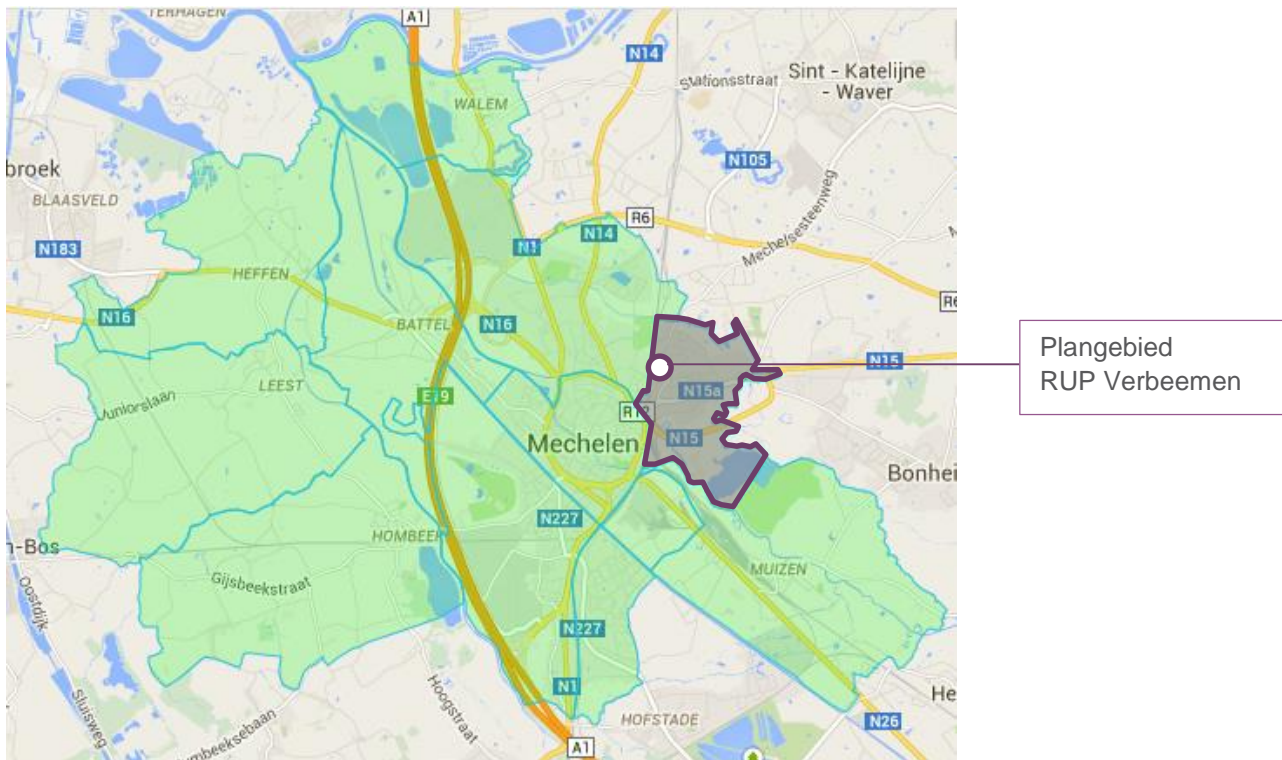 TERHAGEN
A1
N14
WALEM
Stationsstraat
Sint - Katelijne
- Waver
broek
N105
BLAASVELD
Mechelsesteenweg
N183
R6
N1
N14
HEFFEN
N16
BATTEL
N16
N15
Plangebied
RUP Verbeemen
LEEST
N15a
Juniorslaan
E19
R12
N15
Mechelen
Bonhei
N227
n-Bos
HOMBEEK
MUIZEN
Gijsbeekstraat
Oostdijk
N227
N1
Hoogstraat
He
Sluisweg
HOFSTADE
N26
mbeeksebaan
A1